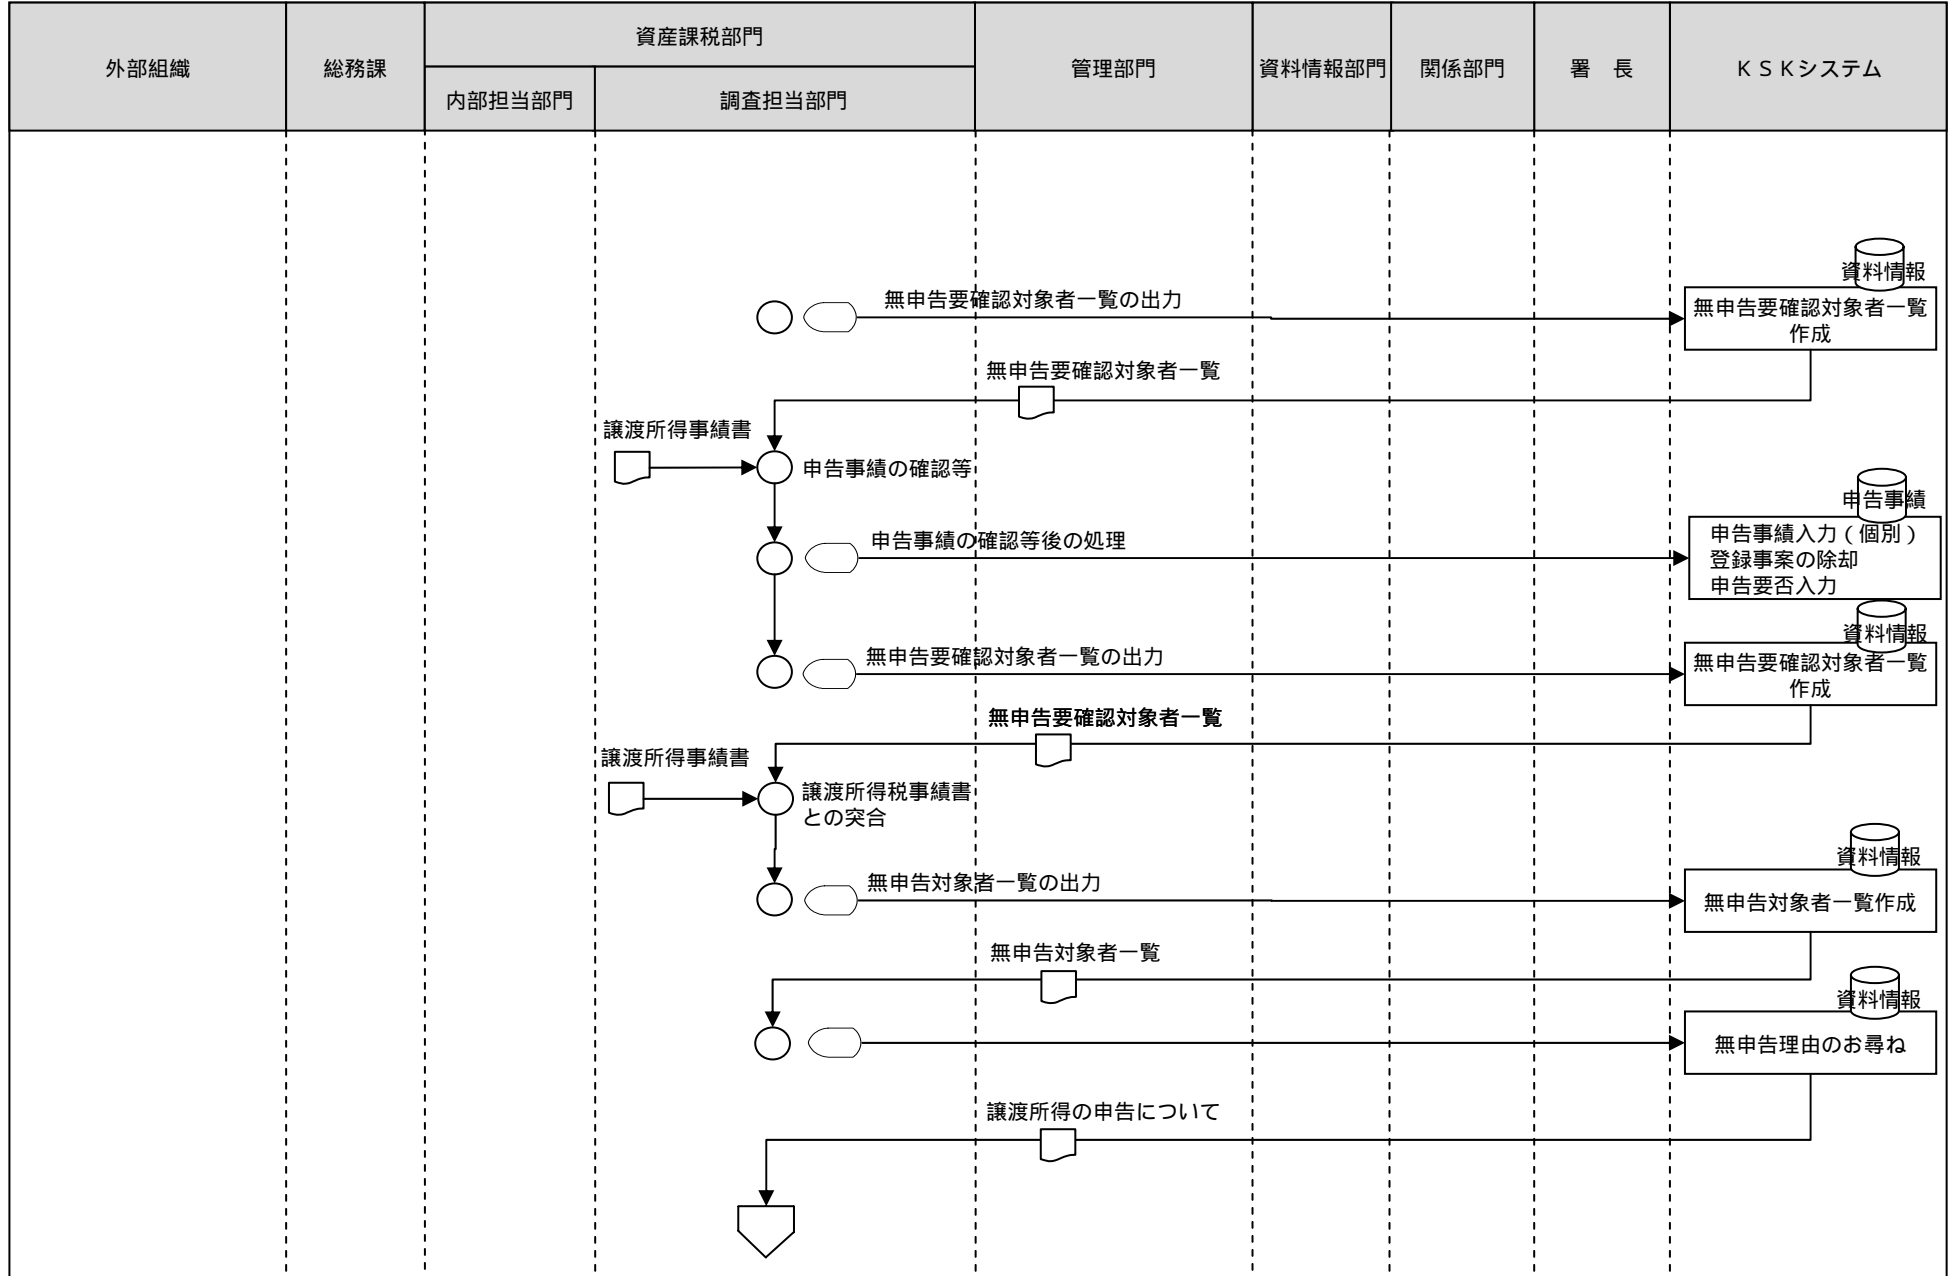 外部組織
総務課
資産課税部門
内部担当部門
調査担当部門
管理部門
資料情報部門
関係部門
署　長
ＫＳＫシステム
資料情報
無申告要確認対象者一覧の出力
無申告要確認対象者一覧
作成
無申告要確認対象者一覧
譲渡所得事績書
申告事績の確認等
申告事績
申告事績の確認等後の処理
申告事績入力（個別）
登録事案の除却
申告要否入力
資料情報
無申告要確認対象者一覧の出力
無申告要確認対象者一覧
作成
無申告要確認対象者一覧
譲渡所得事績書
譲渡所得税事績書
との突合
資料情報
無申告対象者一覧の出力
無申告対象者一覧作成
無申告対象者一覧
資料情報
無申告理由のお尋ね
譲渡所得の申告について